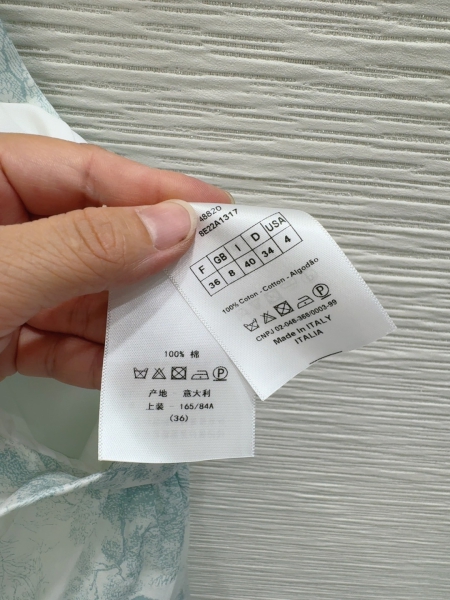 48820
8E22A1317
F GB I D USA
36 8 40 34 4
100% Coton - Cotton - Algodão
CNPJ 02-048-366/0003-99
Made in ITALY
ITALIA
100% 棉
产地 - 意大利
上装 - 165/84A
(36)